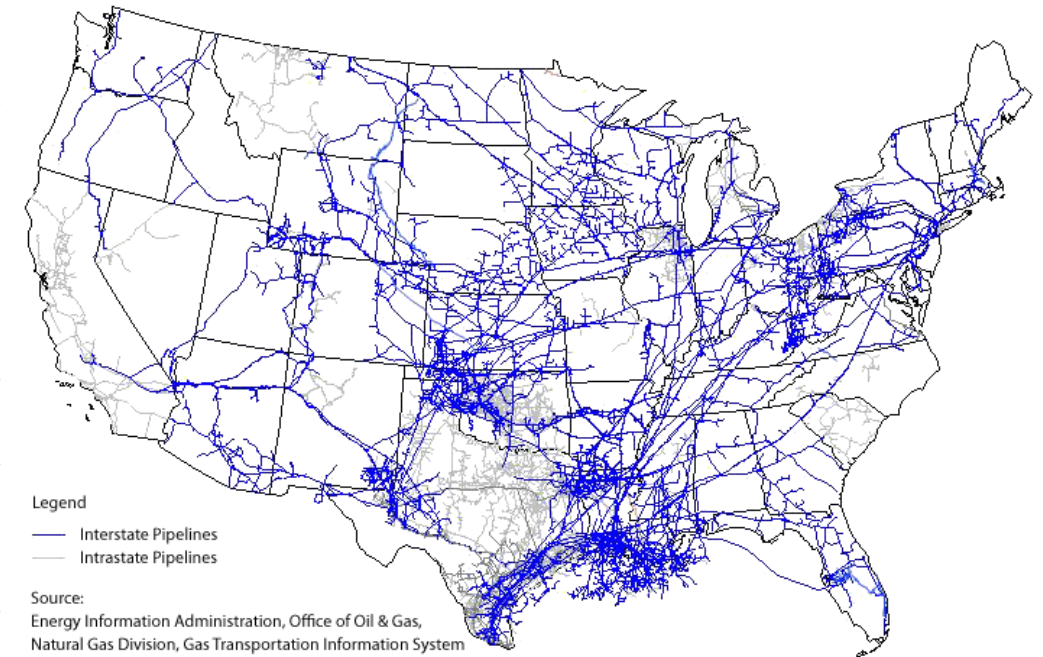 Legend
Interstate Pipelines
Intrastate Pipelines
Source:
Energy Information Administration, Office of Oil & Gas,
Natural Gas Division, Gas Transportation Information System